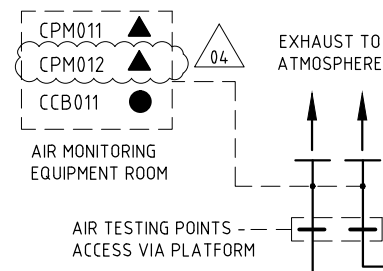 CPM011
CPM012
04
CCB011
EXHAUST TO
ATMOSPHERE
AIR MONITORING
EQUIPMENT ROOM
AIR TESTING POINTS
ACCESS VIA PLATFORM